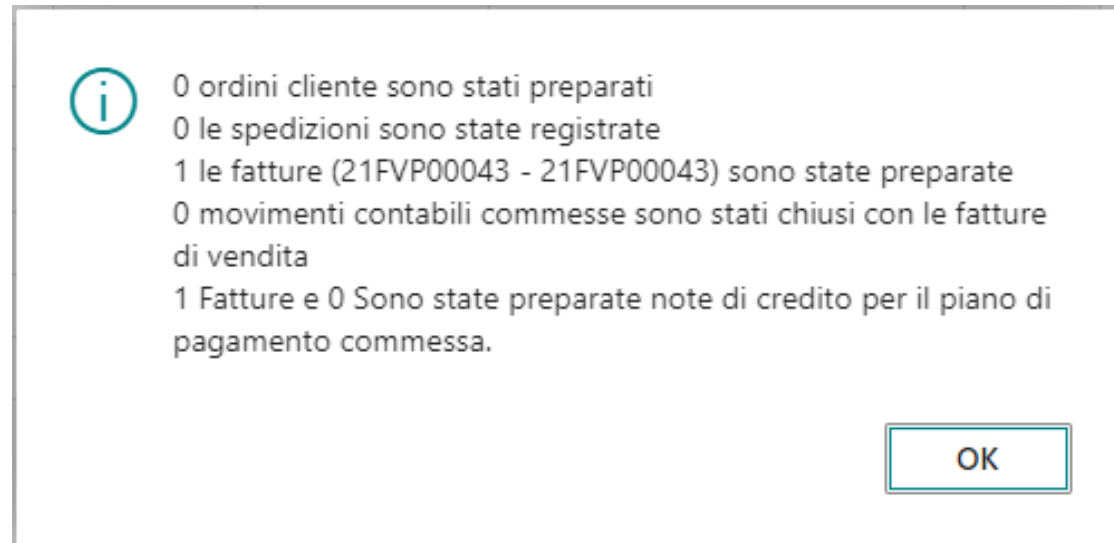 0 ordini cliente sono stati preparati
0 le spedizioni sono state registrate
1 le fatture (21FVP00043 - 21FVP00043) sono state preparate
0 movimenti contabili commesse sono stati chiusi con le fatture
di vendita
1 Fatture e 0 Sono state preparate note di credito per il piano di
pagamento commessa.
OK